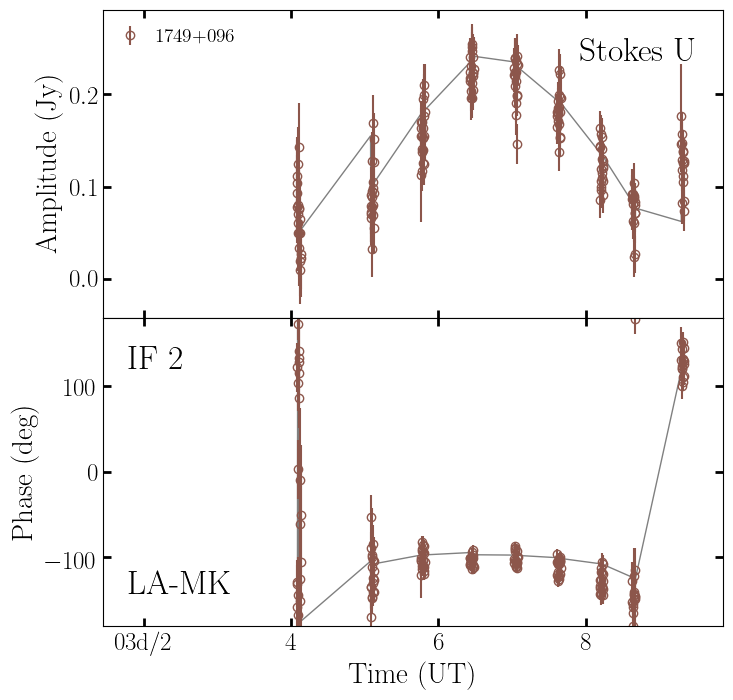 1749+096
Stokes U
0.2
0.1
0.0
Amplitude (Jy)
IF 2
100
0
−100
Phase (deg)
LA-MK
03d/2 4 6 8
Time (UT)